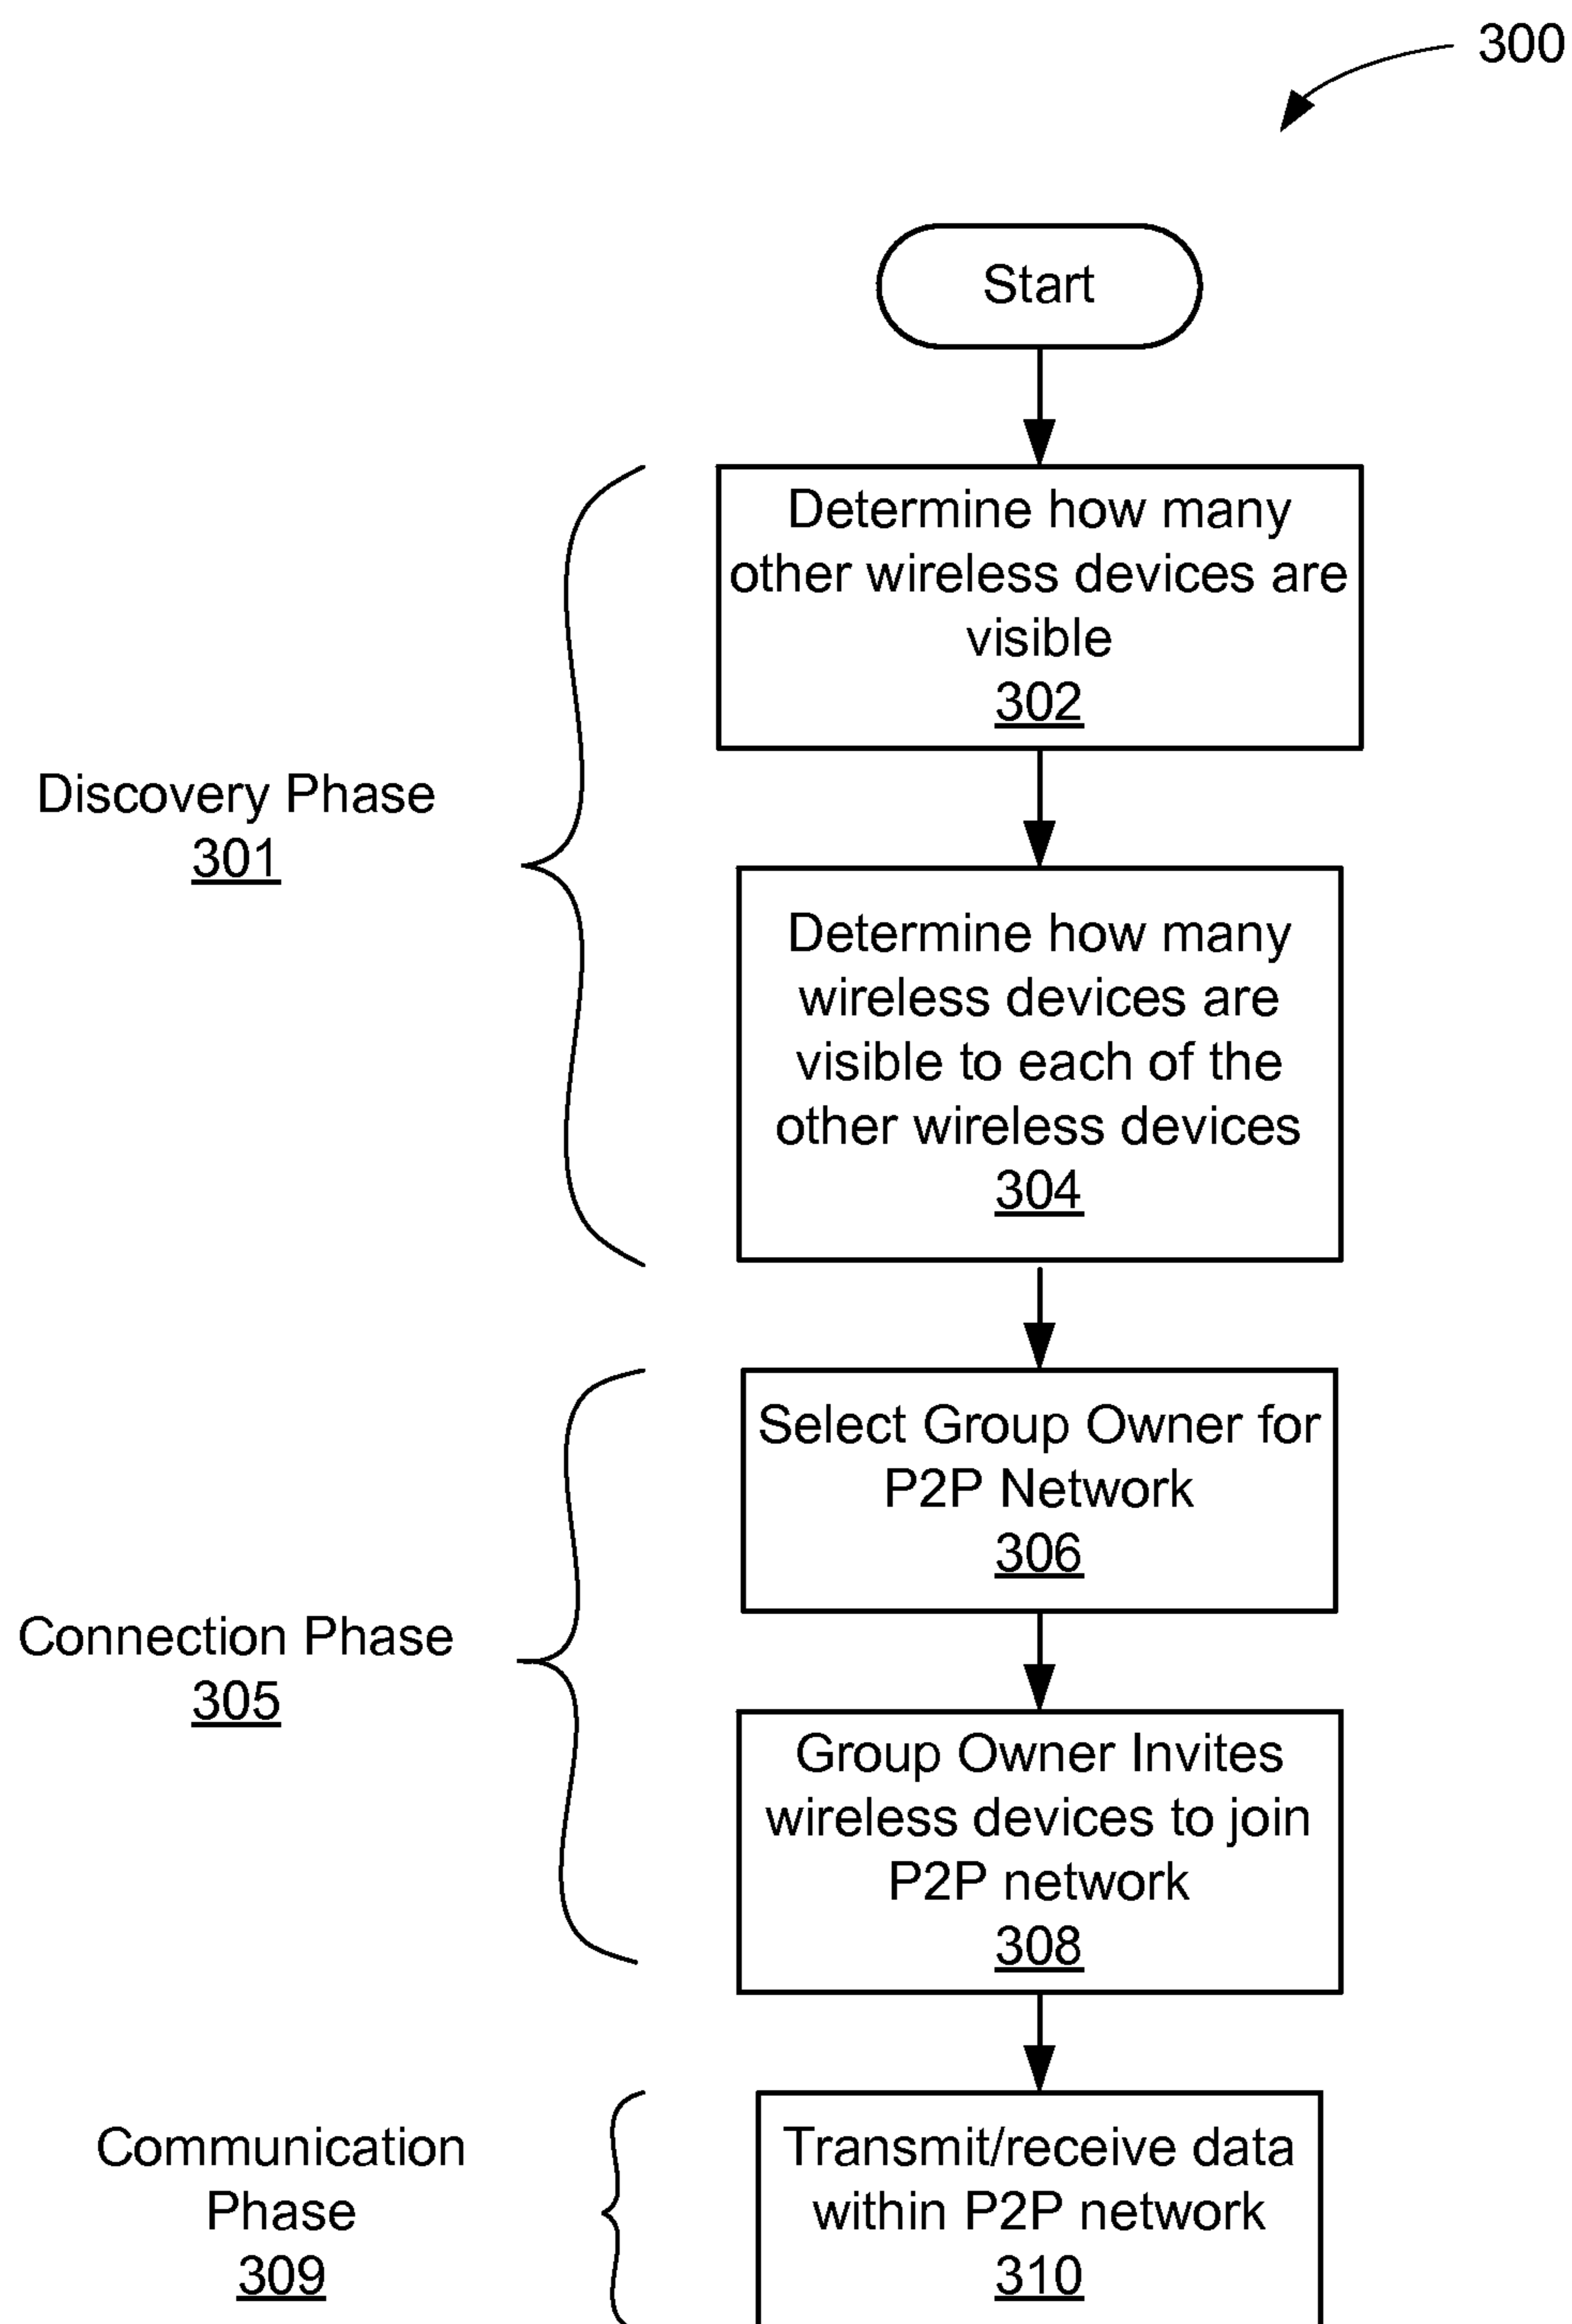 300
Start
Determine how many
other wireless devices are
visible
302
Discovery Phase
301
Determine how many
wireless devices are
visible to each of the
other wireless devices
304
Select Group Owner for
P2P Network
306
Connection Phase
305
Group Owner Invites
wireless devices to join
P2P network
308
Communication
Phase
309
Transmit/receive data
within P2P network
310